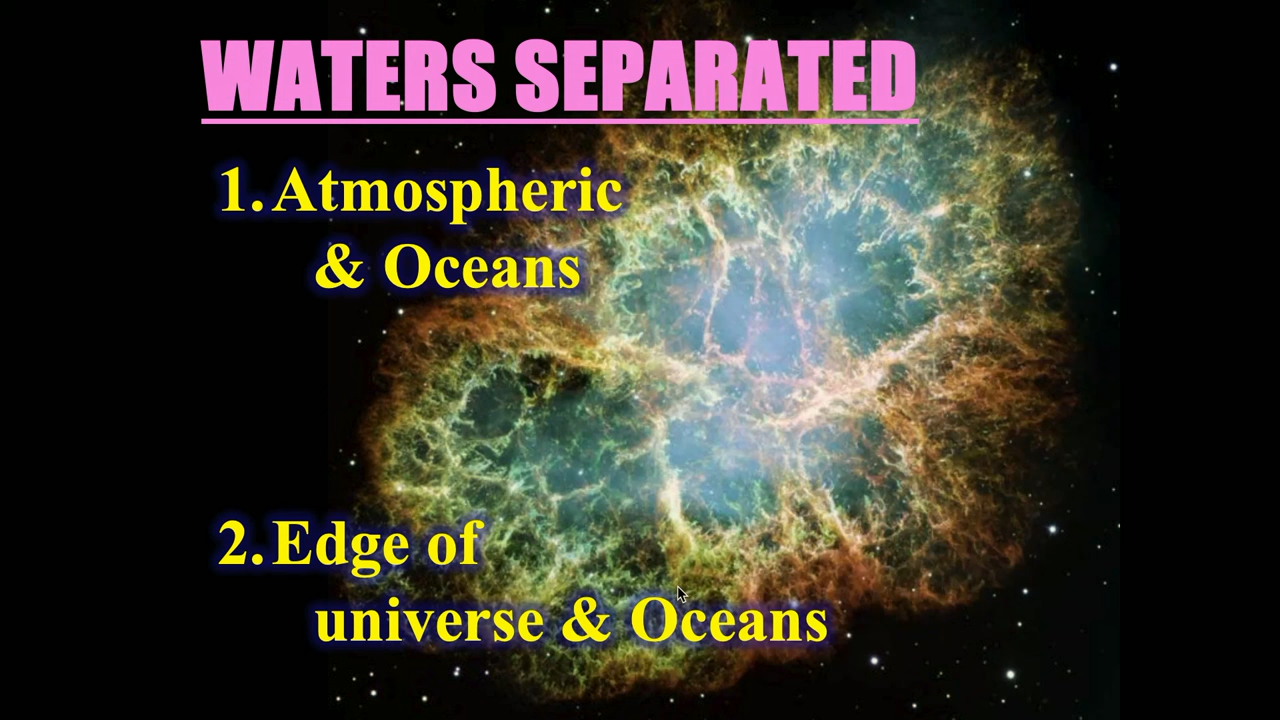 WATERS SEPARATED
1. Atmospheric
& Oceans
2. Edge of
universe & Oceans